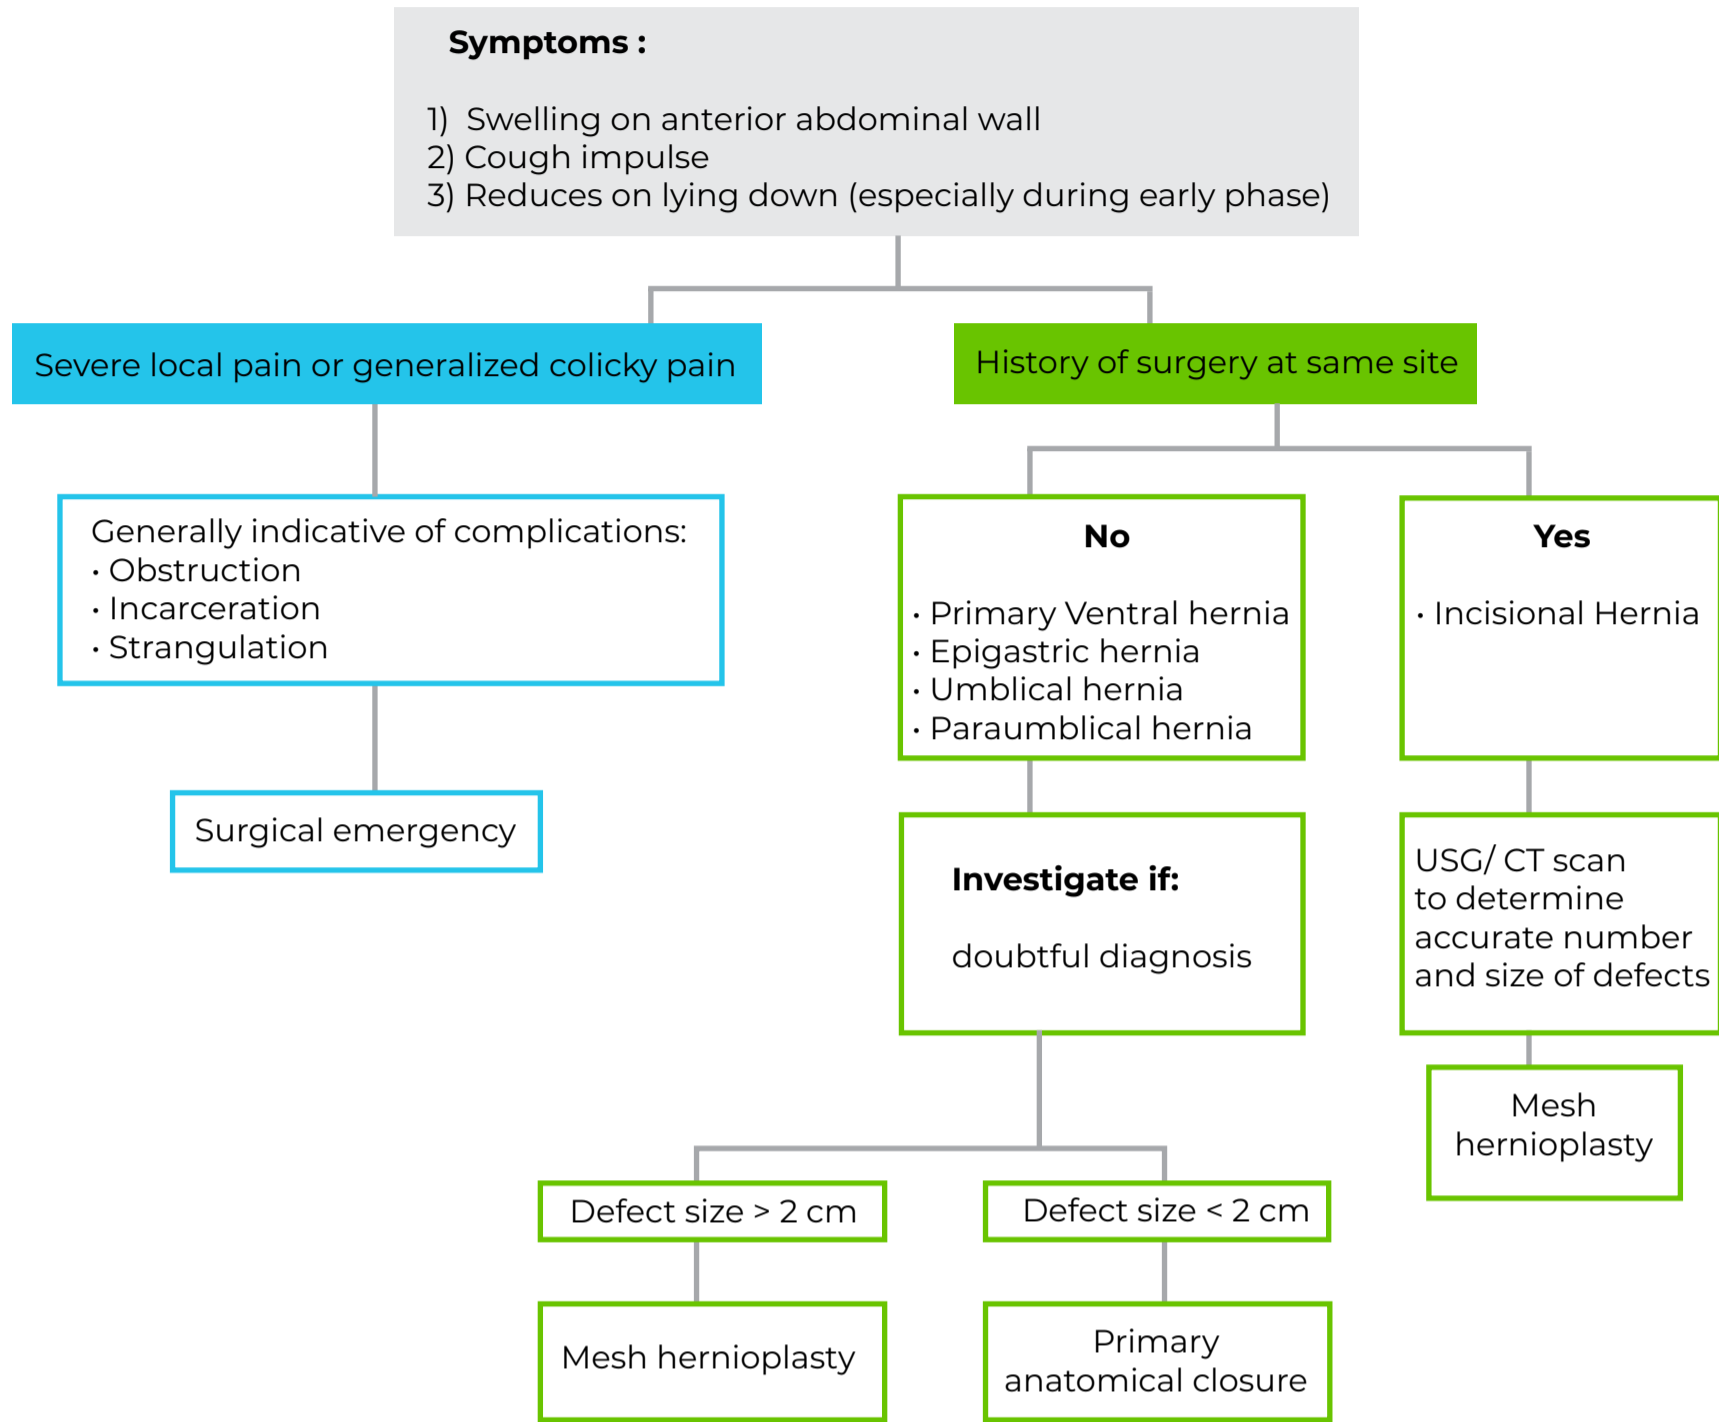 Symptoms :
1) Swelling on anterior abdominal wall
2) Cough impulse
3) Reduces on lying down (especially during early phase)
Severe local pain or generalized colicky pain
History of surgery at same site
Generally indicative of complications:
· Obstruction
· Incarceration
· Strangulation
Surgical emergency
No
· Primary Ventral hernia
· Epigastric hernia
· Umblical hernia
· Paraumblical hernia
Yes
· Incisional Hernia
Investigate if:
doubtful diagnosis
USG/ CT scan
to determine
accurate number
and size of defects
Mesh
hernioplasty
Defect size > 2 cm
Defect size < 2 cm
Mesh hernioplasty
Primary
anatomical closure